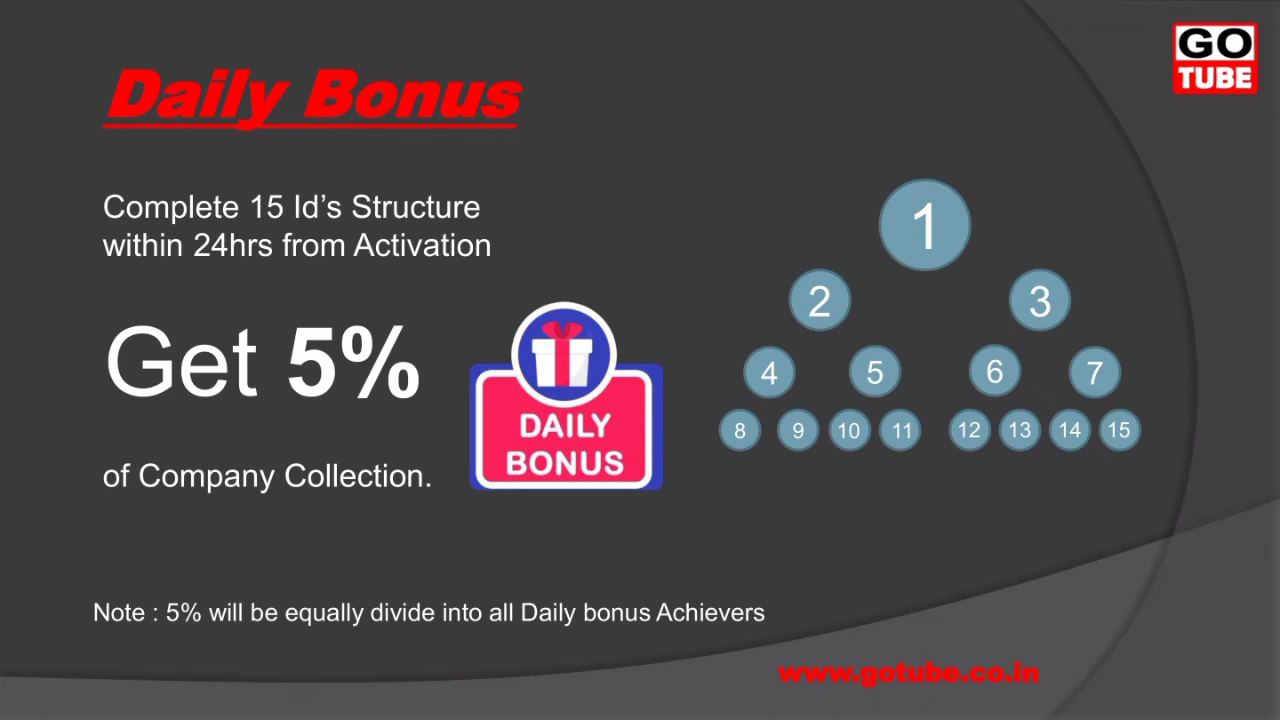 GO
TUBE
Daily Bonus
Complete 15 Id’s Structure
within 24hrs from Activation
Get 5%
of Company Collection.
DAILY
BONUS
1
2 3
4 5 6 7
8 9 10 11 12 13 14 15
Note : 5% will be equally divide into all Daily bonus Achievers
www.gotube.co.in